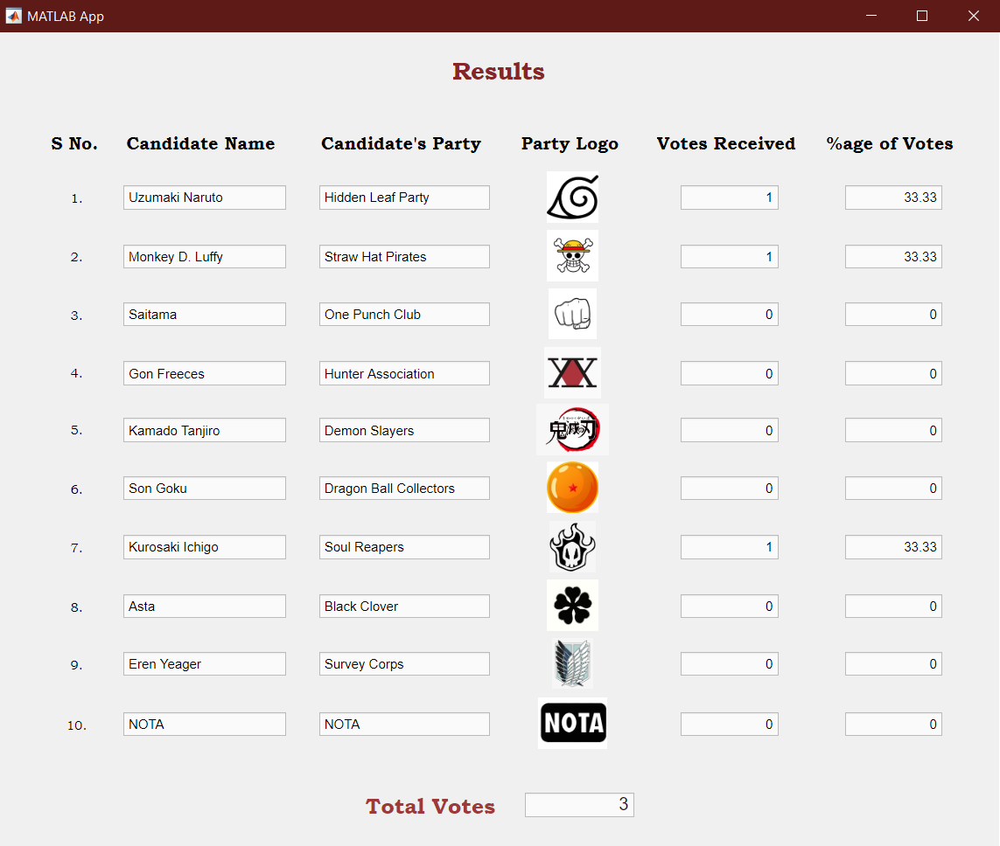 MATLAB App
Results
S No. Candidate Name Candidate's Party Party Logo Votes Received %age of Votes
1. Uzumaki Naruto Hidden Leaf Party 1 33.33
2. Monkey D. Luffy Straw Hat Pirates 1 33.33
3. Saitama One Punch Club 0 0
4. Gon Freeces Hunter Association 0 0
5. Kamado Tanjiro Demon Slayers 鬼滅の刃 0 0
6. Son Goku Dragon Ball Collectors 0 0
7. Kurosaki Ichigo Soul Reapers 1 33.33
8. Asta Black Clover 0 0
9. Eren Yeager Survey Corps 0 0
10. NOTA NOTA NOTA 0 0
Total Votes 3